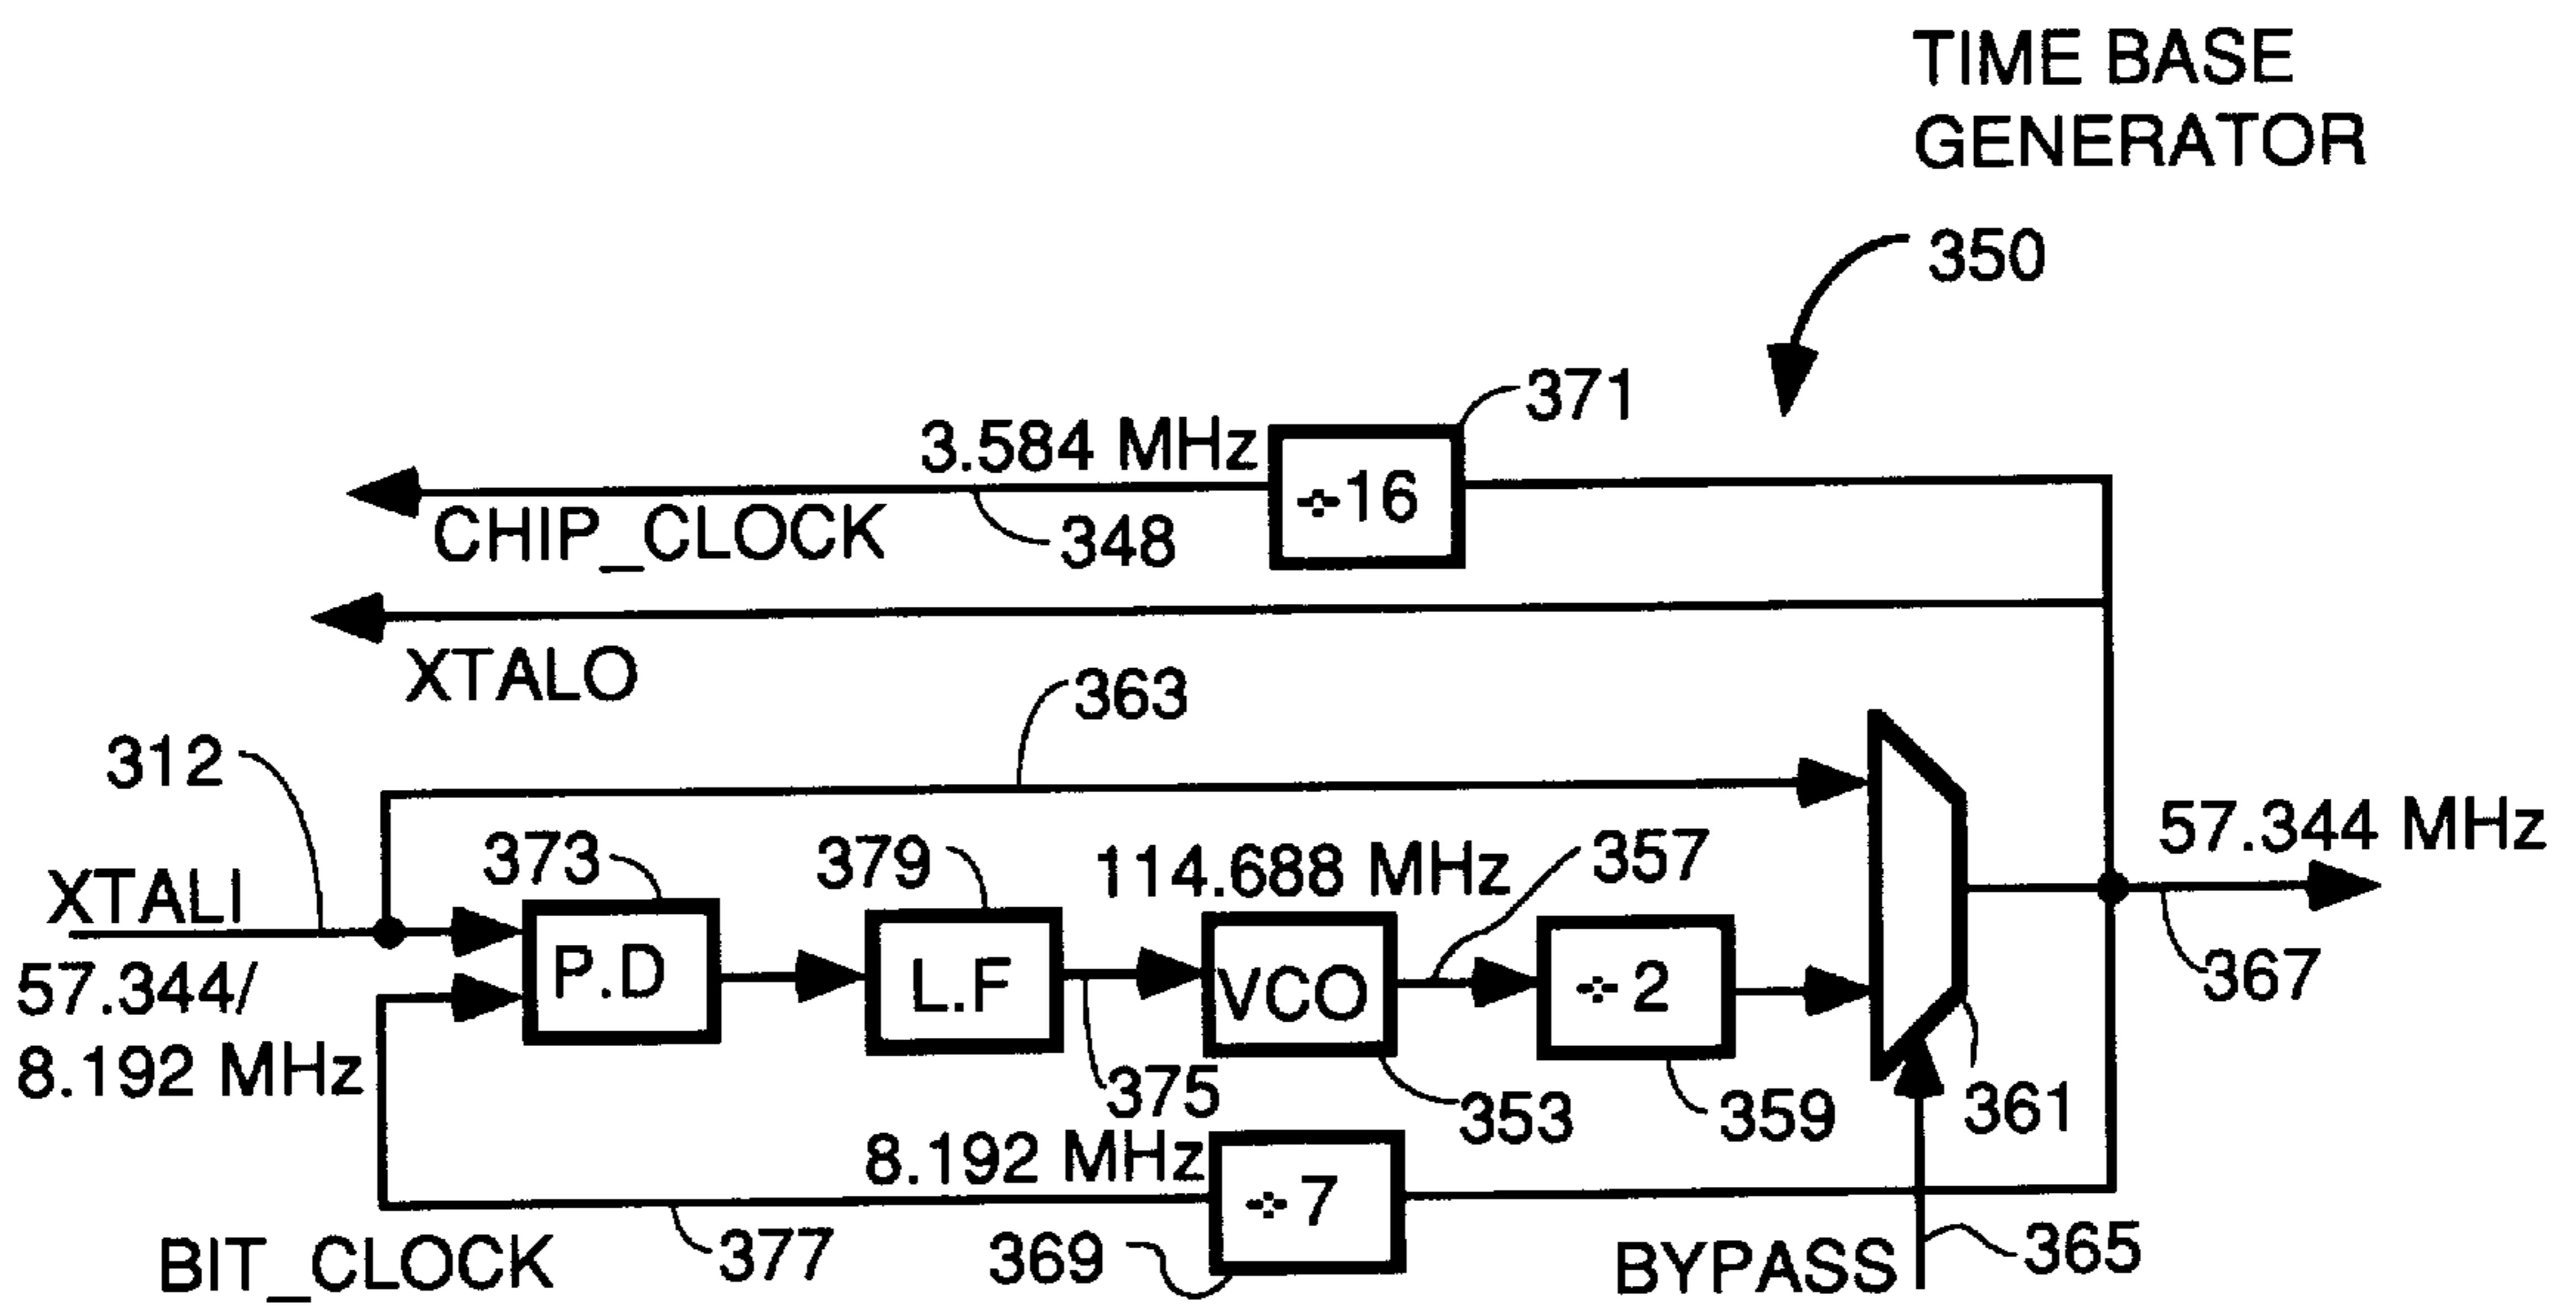 TIME BASE
GENERATOR
350
371
3.584 MHz
÷16
CHIP_CLOCK
348
XTALO
363
312
57.344 MHz
373
379
114.688 MHz
357
XTALI
P.D
L.F
VCO
÷2
367
57.344/
8.192 MHz
375
353
359
361
8.192 MHz
÷7
BIT_CLOCK
377
369
BYPASS
365